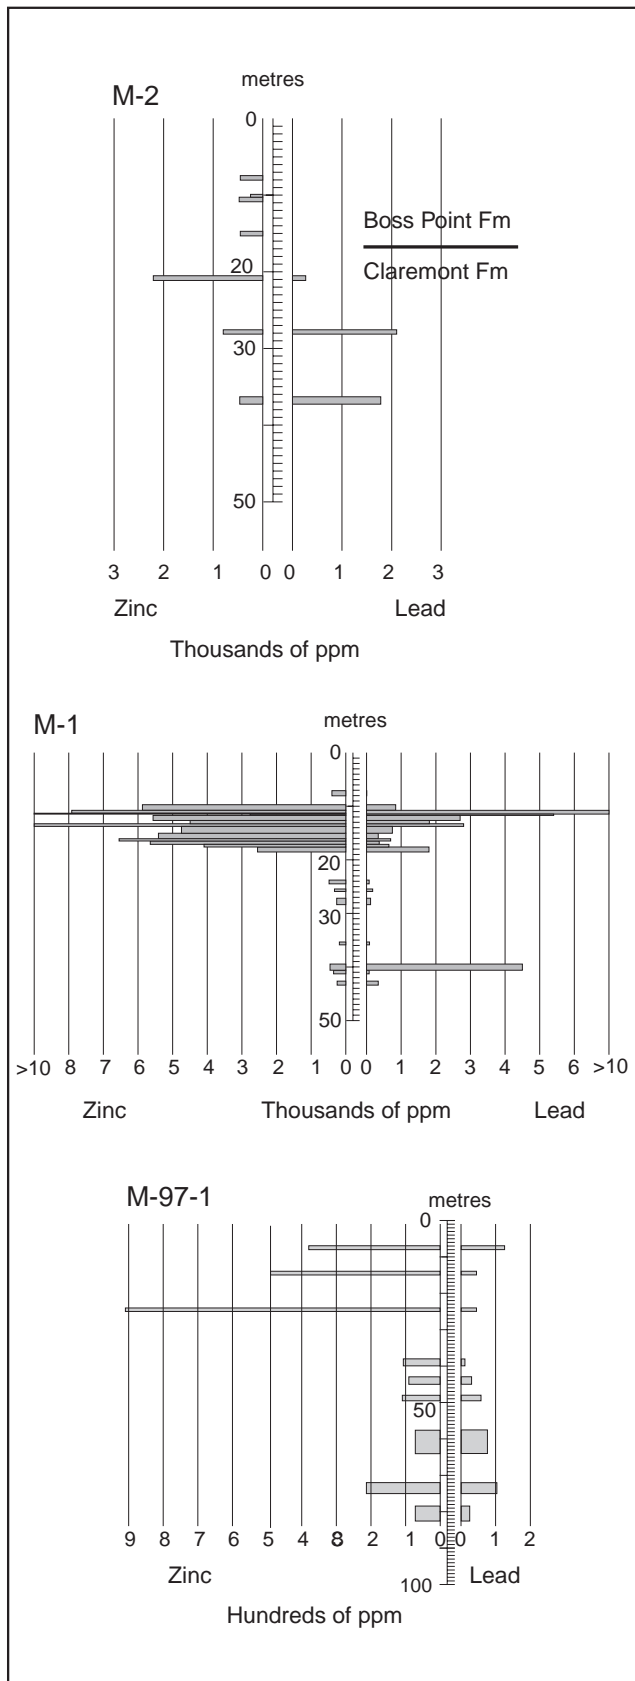 metres
M-2
0
Boss Point Fm
20
Claremont Fm
30
50
3 2 1 0 0 1 2 3
Zinc Lead
Thousands of ppm
metres
M-1
0
20
30
50
>10 8 7 6 5 4 3 2 1 0 0 1 2 3 4 5 6 >10
Zinc Thousands of ppm Lead
M-97-1 metres
0
50
9 8 7 6 5 4 2 1 0 0 1 2
Zinc Lead
100
Hundreds of ppm